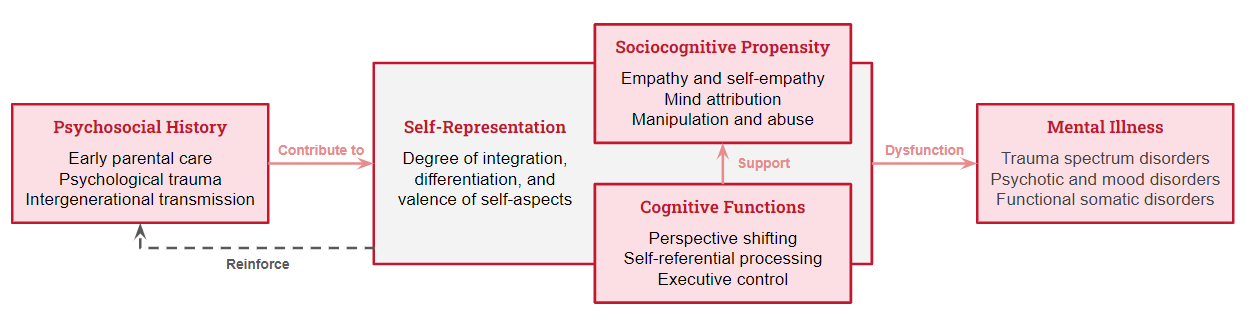 Psychosocial History
Early parental care
Psychological trauma
Intergenerational transmission
Contribute to
Reinforce
Self-Representation
Degree of integration,
differentiation, and
valence of self-aspects
Sociocognitive Propensity
Empathy and self-empathy
Mind attribution
Manipulation and abuse
Support
Cognitive Functions
Perspective shifting
Self-referential processing
Executive control
Dysfunction
Mental Illness
Trauma spectrum disorders
Psychotic and mood disorders
Functional somatic disorders